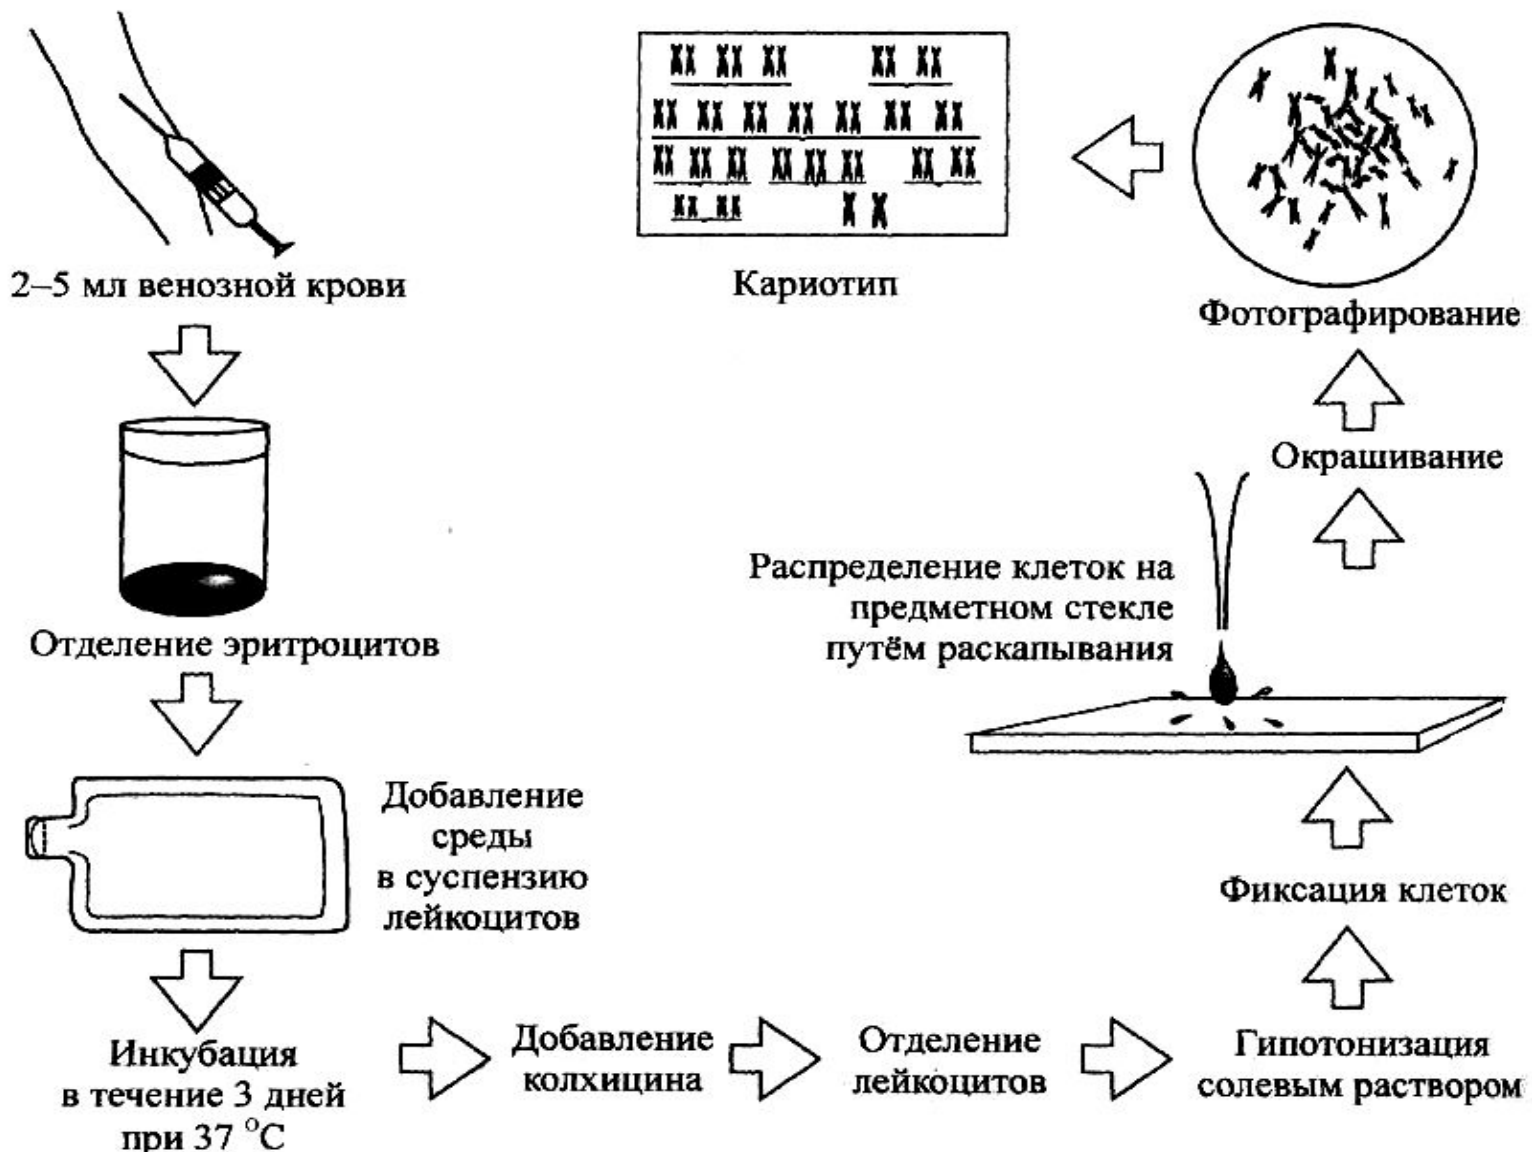 2–5 мл венозной крови
Отделение эритроцитов
Добавление
среды
в суспензию
лейкоцитов
Инкубация
в течение 3 дней
при 37 °C
Добавление
колхицина
Отделение
лейкоцитов
Гипотонизация
солевым раствором
Фиксация клеток
Распределение клеток на
предметном стекле
путём раскапывания
Окрашивание
Фотографирование
Кариотип